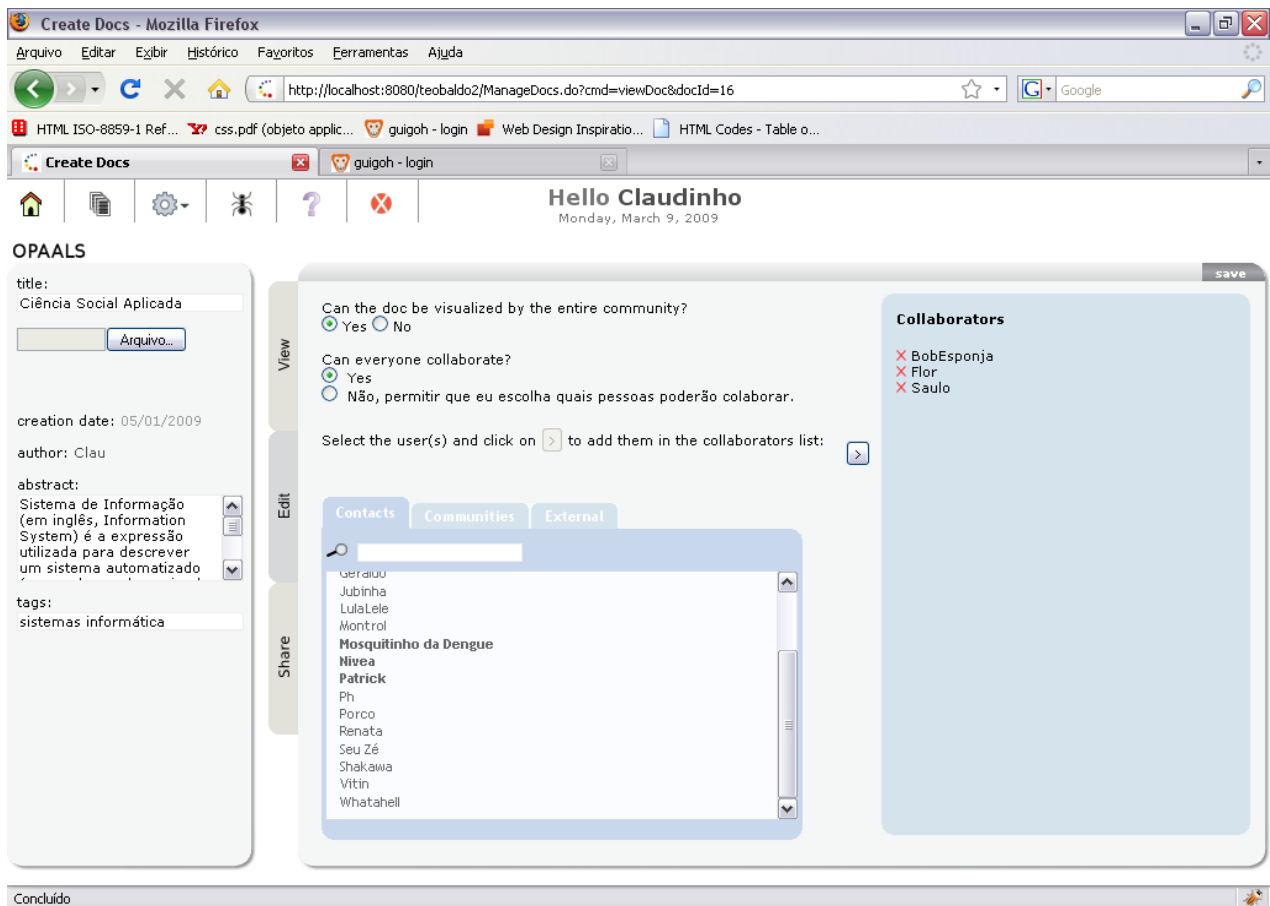 Create Docs - Mozilla Firefox
Arquivo Editar Exibir Histórico Favoritos Ferramentas Ajuda
http://localhost:8080/teobaldo2/ManageDocs.do?cmd=viewDoc&docId=16
Google
HTML ISO-8859-1 Ref... css.pdf (objeto applic... guigoh - login Web Design Inspiratio... HTML Codes - Table o...
Create Docs guigoh - login
Hello Claudinho
Monday, March 9, 2009
OPAALS
title:
Ciência Social Aplicada
Arquivo...
creation date: 05/01/2009
author: Clau
abstract:
Sistema de Informação
(em inglês, Information
System) é a expressão
utilizada para descrever
um sistema automatizado
tags:
sistemas informática
View
Edit
Share
save
Can the doc be visualized by the entire community?
Yes No
Can everyone collaborate?
Yes
Não, permitir que eu escolha quais pessoas poderão colaborar.
Select the user(s) and click on > to add them in the collaborators list:
>
Contacts Communities External
Geraldo
Jubinha
LulaLele
Montrol
Mosquitinho da Dengue
Nivea
Patrick
Ph
Porco
Renata
Seu Zé
Shakawa
Vitin
Whatahell
Collaborators
X BobEsponja
X Flor
X Saulo
Concluído